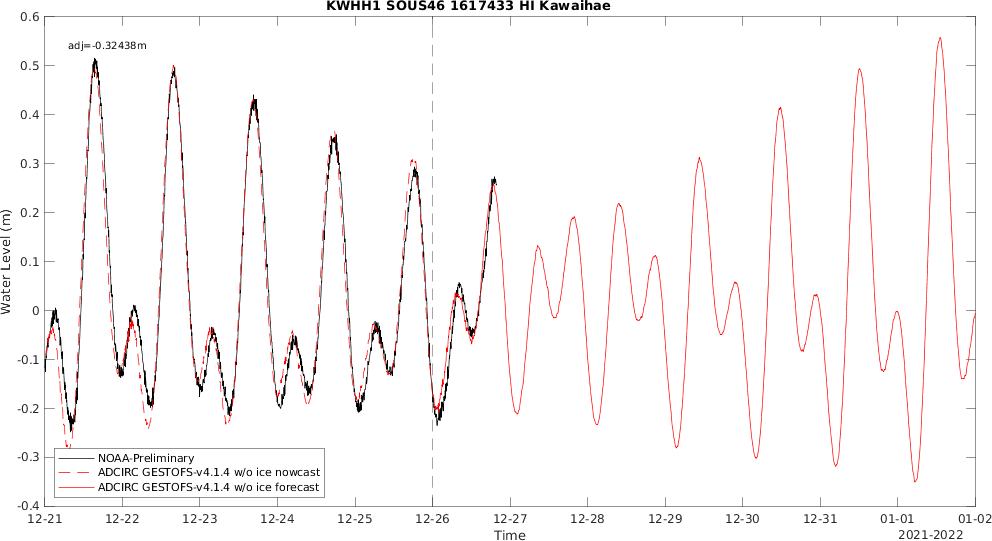 KWHH1 SOUS46 1617433 HI Kawaihae
adj=-0.32438m
0.6
0.5
0.4
0.3
0.2
0.1
0
-0.1
-0.2
-0.3
-0.4
Water Level (m)
NOAA-Preliminary
ADCIRC GESTOFS-v4.1.4 w/o ice nowcast
ADCIRC GESTOFS-v4.1.4 w/o ice forecast
12-21 12-22 12-23 12-24 12-25 12-26 12-27 12-28 12-29 12-30 12-31 01-01 01-02
Time
2021-2022